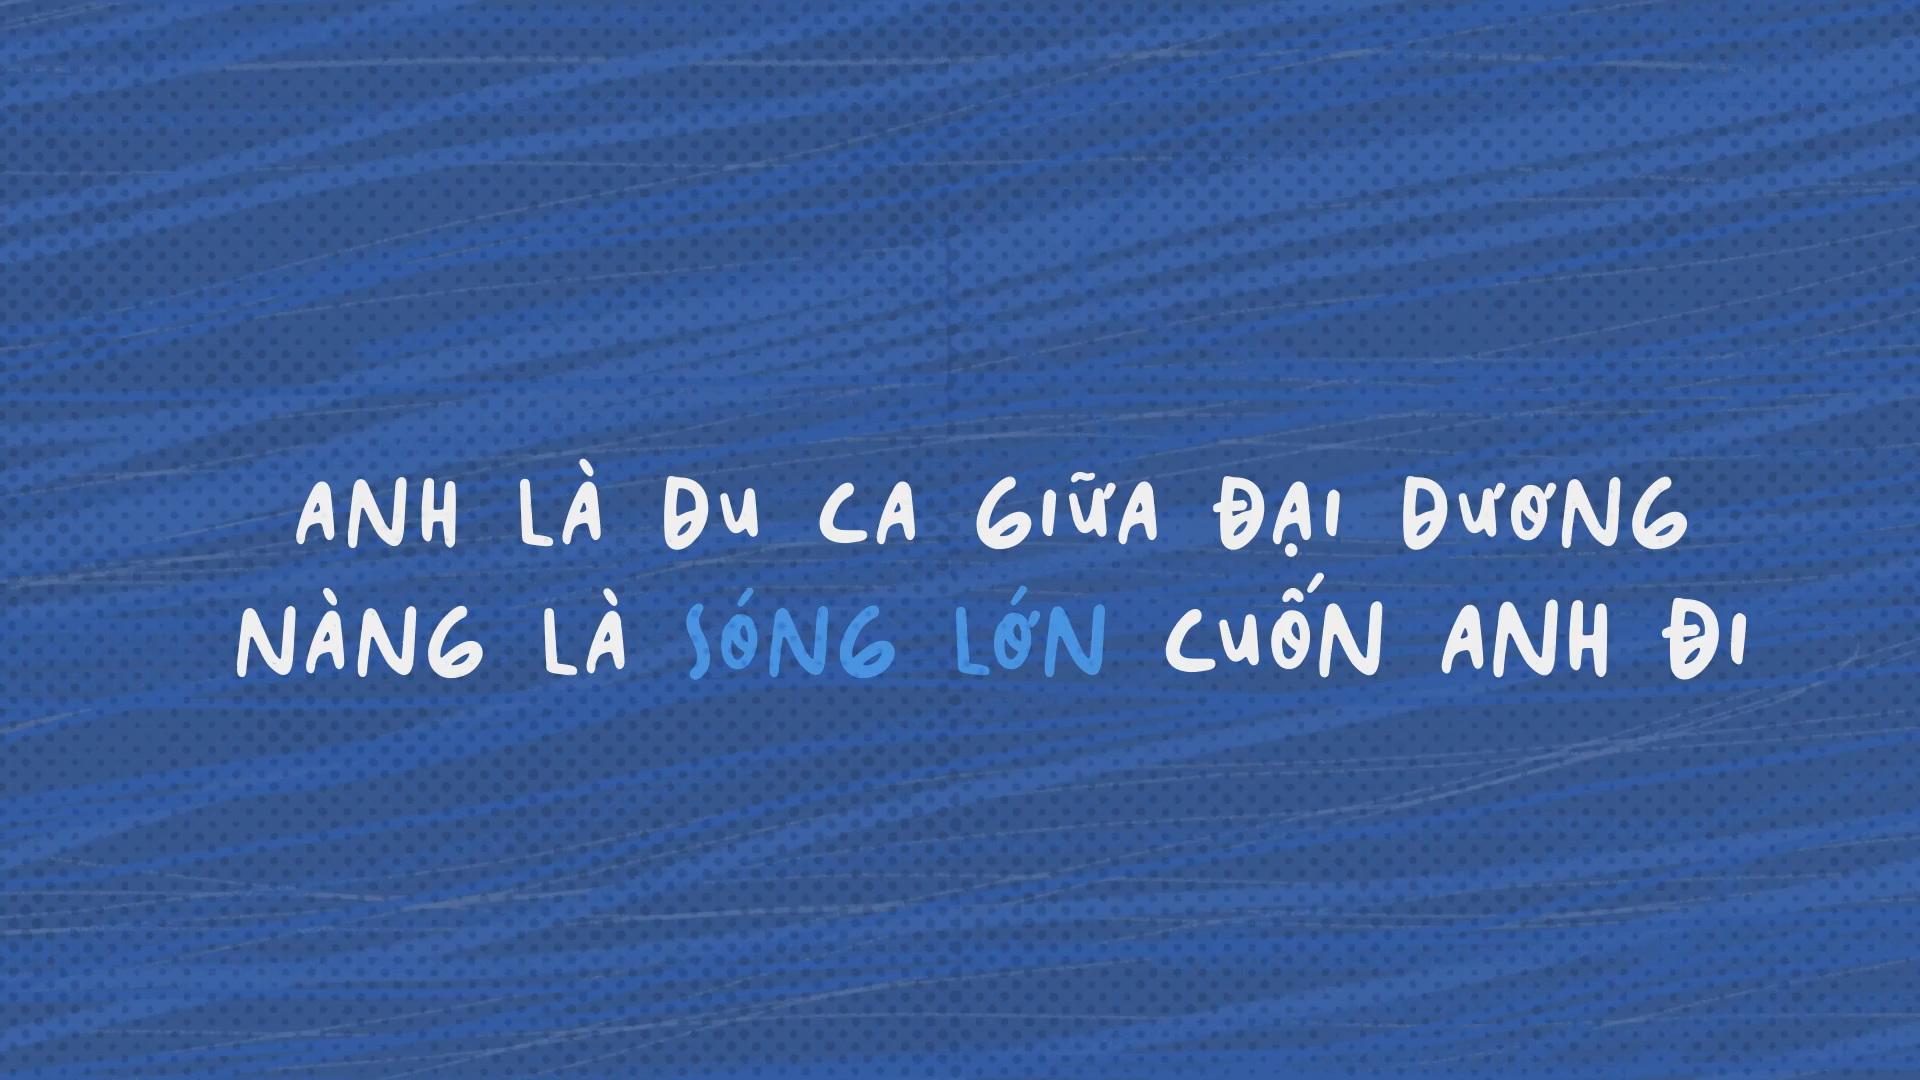 ANH LÀ DU CA GIỮA ĐẠI DƯƠNG
NÀNG LÀ SÓNG LỚN CUỐN ANH ĐI